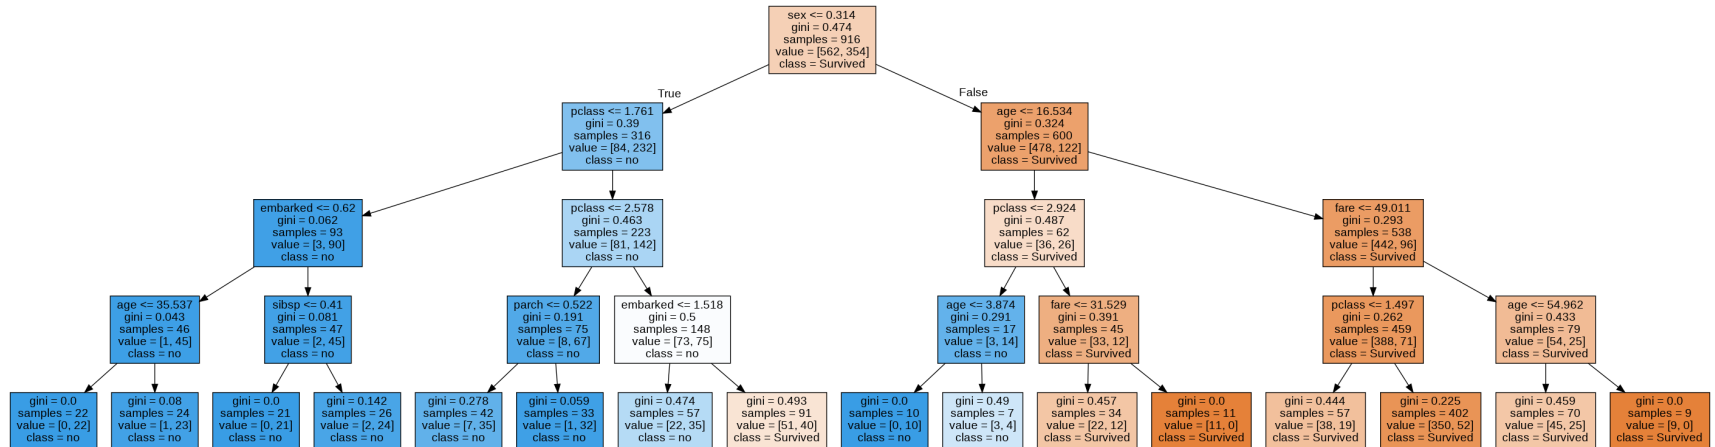 sex <= 0.314
gini = 0.474
samples = 916
value = [562, 354]
class = Survived
True
False
pclass <= 1.761
gini = 0.39
samples = 316
value = [84, 232]
class = no
age <= 16.534
gini = 0.324
samples = 600
value = [478, 122]
class = Survived
embarked <= 0.62
gini = 0.062
samples = 93
value = [3, 90]
class = no
pclass <= 2.578
gini = 0.463
samples = 223
value = [81, 142]
class = no
pclass <= 2.924
gini = 0.487
samples = 62
value = [36, 26]
class = Survived
fare <= 49.011
gini = 0.293
samples = 538
value = [442, 96]
class = Survived
age <= 35.537
gini = 0.043
samples = 46
value = [1, 45]
class = no
sibsp <= 0.41
gini = 0.081
samples = 47
value = [2, 45]
class = no
parch <= 0.522
gini = 0.191
samples = 75
value = [8, 67]
class = no
embarked <= 1.518
gini = 0.5
samples = 148
value = [73, 75]
class = no
age <= 3.874
gini = 0.291
samples = 17
value = [3, 14]
class = no
fare <= 31.529
gini = 0.391
samples = 45
value = [33, 12]
class = Survived
pclass <= 1.497
gini = 0.262
samples = 459
value = [388, 71]
class = Survived
age <= 54.962
gini = 0.433
samples = 79
value = [54, 25]
class = Survived
gini = 0.0
samples = 22
value = [0, 22]
class = no
gini = 0.08
samples = 24
value = [1, 23]
class = no
gini = 0.0
samples = 21
value = [0, 21]
class = no
gini = 0.142
samples = 26
value = [2, 24]
class = no
gini = 0.278
samples = 42
value = [7, 35]
class = no
gini = 0.059
samples = 33
value = [1, 32]
class = no
gini = 0.474
samples = 57
value = [22, 35]
class = no
gini = 0.493
samples = 91
value = [51, 40]
class = Survived
gini = 0.0
samples = 10
value = [0, 10]
class = no
gini = 0.49
samples = 7
value = [3, 4]
class = no
gini = 0.457
samples = 34
value = [22, 12]
class = Survived
gini = 0.0
samples = 11
value = [11, 0]
class = Survived
gini = 0.444
samples = 57
value = [38, 19]
class = Survived
gini = 0.225
samples = 402
value = [350, 52]
class = Survived
gini = 0.459
samples = 70
value = [45, 25]
class = Survived
gini = 0.0
samples = 9
value = [9, 0]
class = Survived